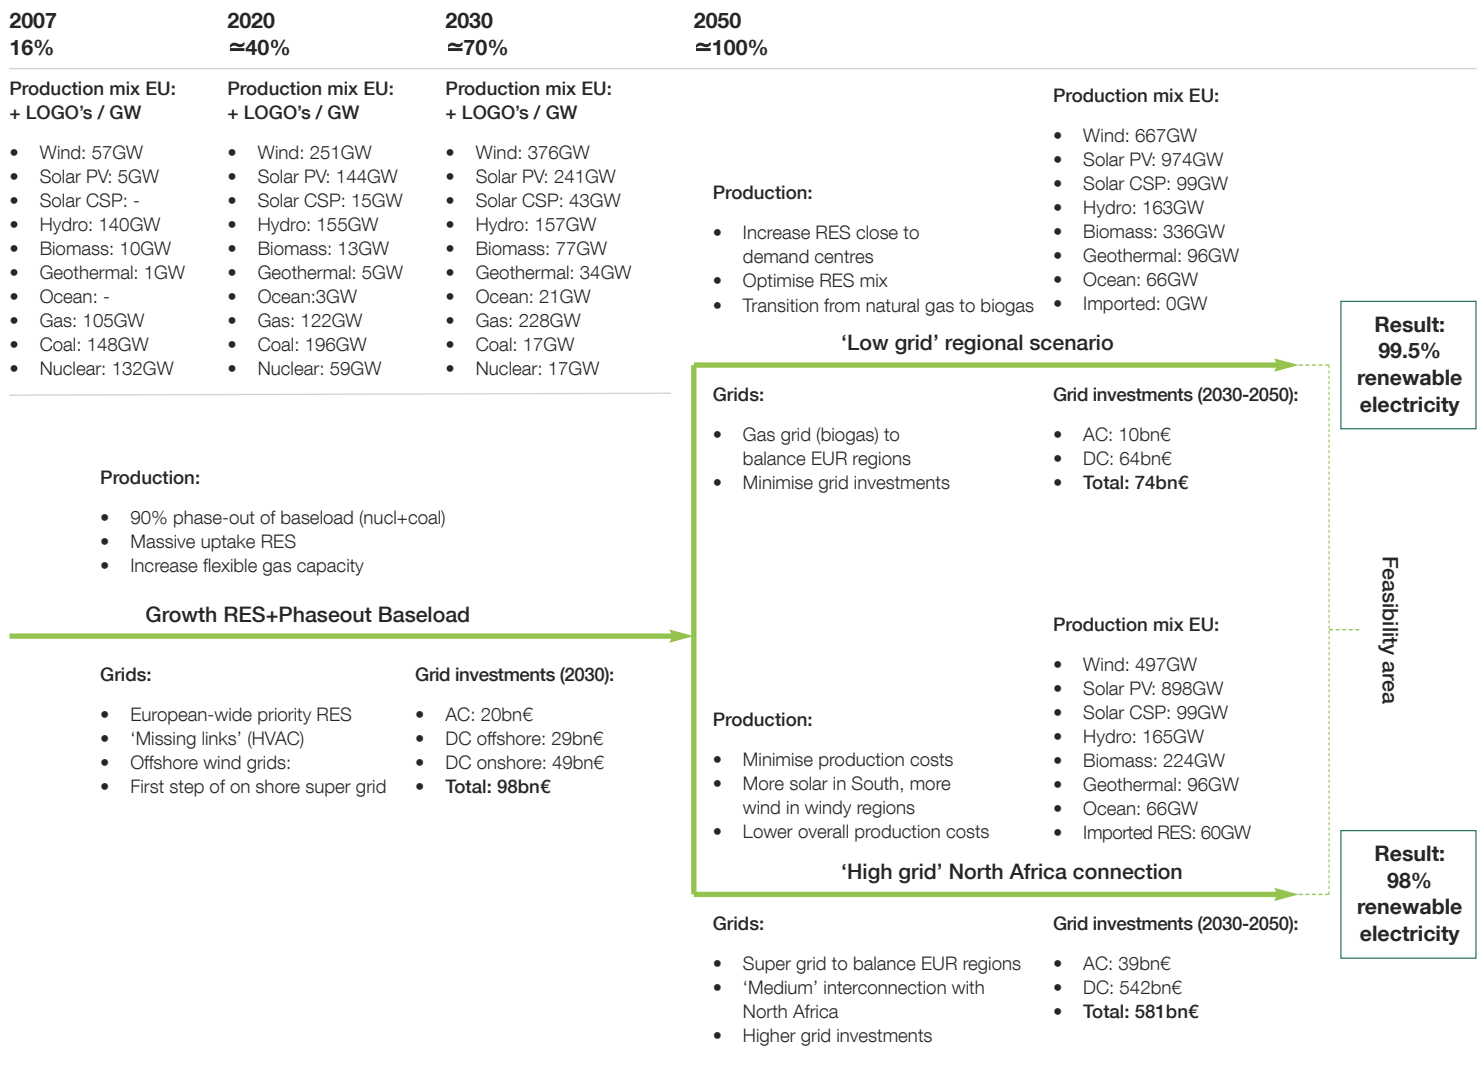 2007
16%
2020
≃40%
2030
≃70%
2050
≃100%
Production mix EU:
+ LOGO’s / GW
• Wind: 57GW
• Solar PV: 5GW
• Solar CSP: -
• Hydro: 140GW
• Biomass: 10GW
• Geothermal: 1GW
• Ocean: -
• Gas: 105GW
• Coal: 148GW
• Nuclear: 132GW
Production mix EU:
+ LOGO’s / GW
• Wind: 251GW
• Solar PV: 144GW
• Solar CSP: 15GW
• Hydro: 155GW
• Biomass: 13GW
• Geothermal: 5GW
• Ocean:3GW
• Gas: 122GW
• Coal: 196GW
• Nuclear: 59GW
Production mix EU:
+ LOGO’s / GW
• Wind: 376GW
• Solar PV: 241GW
• Solar CSP: 43GW
• Hydro: 157GW
• Biomass: 77GW
• Geothermal: 34GW
• Ocean: 21GW
• Gas: 228GW
• Coal: 17GW
• Nuclear: 17GW
Production:
• 90% phase-out of baseload (nucl+coal)
• Massive uptake RES
• Increase flexible gas capacity
Growth RES+Phaseout Baseload
Grids:
• European-wide priority RES
• ‘Missing links’ (HVAC)
• Offshore wind grids:
• First step of on shore super grid
Grid investments (2030):
• AC: 20bn€
• DC offshore: 29bn€
• DC onshore: 49bn€
• Total: 98bn€
Production:
• Increase RES close to
demand centres
• Optimise RES mix
• Transition from natural gas to biogas
Production mix EU:
• Wind: 667GW
• Solar PV: 974GW
• Solar CSP: 99GW
• Hydro: 163GW
• Biomass: 336GW
• Geothermal: 96GW
• Ocean: 66GW
• Imported: 0GW
‘Low grid’ regional scenario
Grids:
• Gas grid (biogas) to
balance EUR regions
• Minimise grid investments
Grid investments (2030-2050):
• AC: 10bn€
• DC: 64bn€
• Total: 74bn€
Result:
99.5%
renewable
electricity
Feasibility area
Production:
• Minimise production costs
• More solar in South, more
wind in windy regions
• Lower overall production costs
Production mix EU:
• Wind: 497GW
• Solar PV: 898GW
• Solar CSP: 99GW
• Hydro: 165GW
• Biomass: 224GW
• Geothermal: 96GW
• Ocean: 66GW
• Imported RES: 60GW
‘High grid’ North Africa connection
Grids:
• Super grid to balance EUR regions
• ‘Medium’ interconnection with
North Africa
• Higher grid investments
Grid investments (2030-2050):
• AC: 39bn€
• DC: 542bn€
• Total: 581bn€
Result:
98%
renewable
electricity